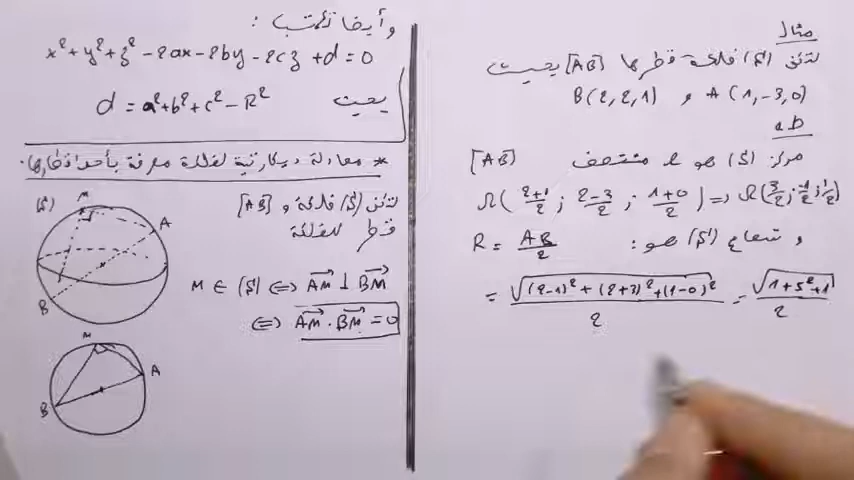 وأيضا تكتب :
x² + y² + z² - 2ax - 2by - 2cz + d = 0
بحيث d = a² + b² + c² - R²
* معادلة ديكارتية لفلكة معرفة بأحد أقطارها.
لتكن (S) فلكة و [AB]
قطر للفلكة
M ∈ (S) ⇔ AM ⊥ BM
⇔ AM . BM = 0
(S)
M
A
B
M
A
B
مثال
لتكن (S) فلكة قطرها [AB] بحيث
A(1,-3,0) و B(2,2,1)
مركز (S) هو Ω منتصف [AB]
Ω(2+1/2 ; 2-3/2 ; 1+0/2) => Ω(3/2 ; -1/2 ; 1/2)
و شعاع (S) هو : R = AB/2
= √(2-1)² + (2+3)² + (1-0)²/2 = √1+5²+1/2